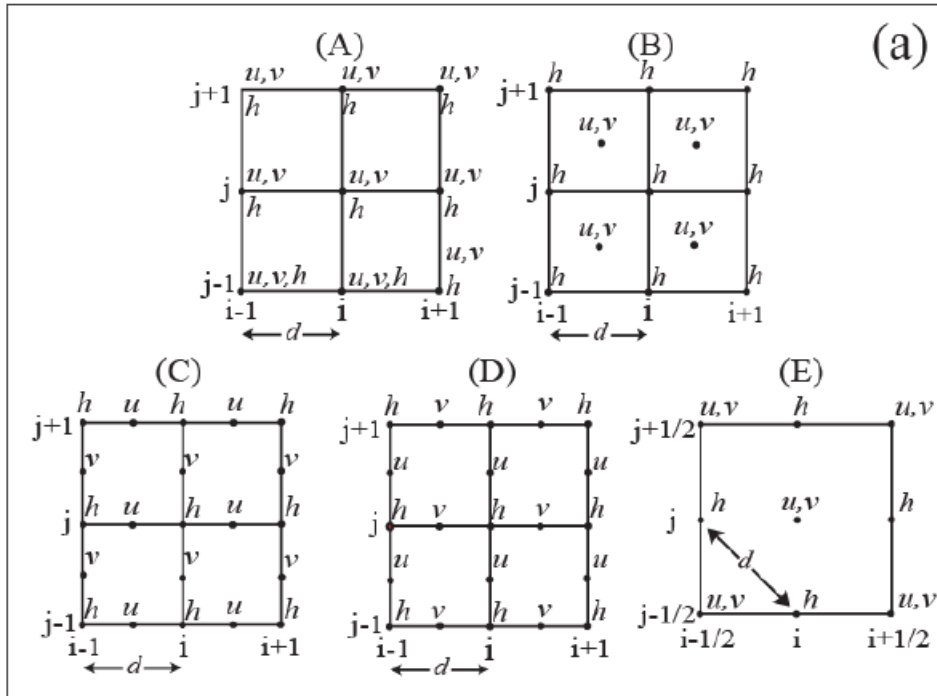 (a)
(A)
u,v u,v u,v
j+1 h h h
u,v u,v u,v
j h h h
u,v
j-1 u,v,h u,v,h h
i-1 i i+1
d
(B)
h h h
j+1
u,v u,v
j h h h
u,v u,v
j-1 h h h
i-1 i i+1
d
(C)
h u h u h
j+1
v v v
j h u h u h
v v v
j-1 h u h u h
i-1 i i+1
d
(D)
h v h v h
j+1
u u u
j h v h v h
u u u
j-1 h v h v h
i-1 i i+1
d
(E)
u,v h u,v
j+1/2
j h u,v h
d
j-1/2 u,v h u,v
i-1/2 i i+1/2